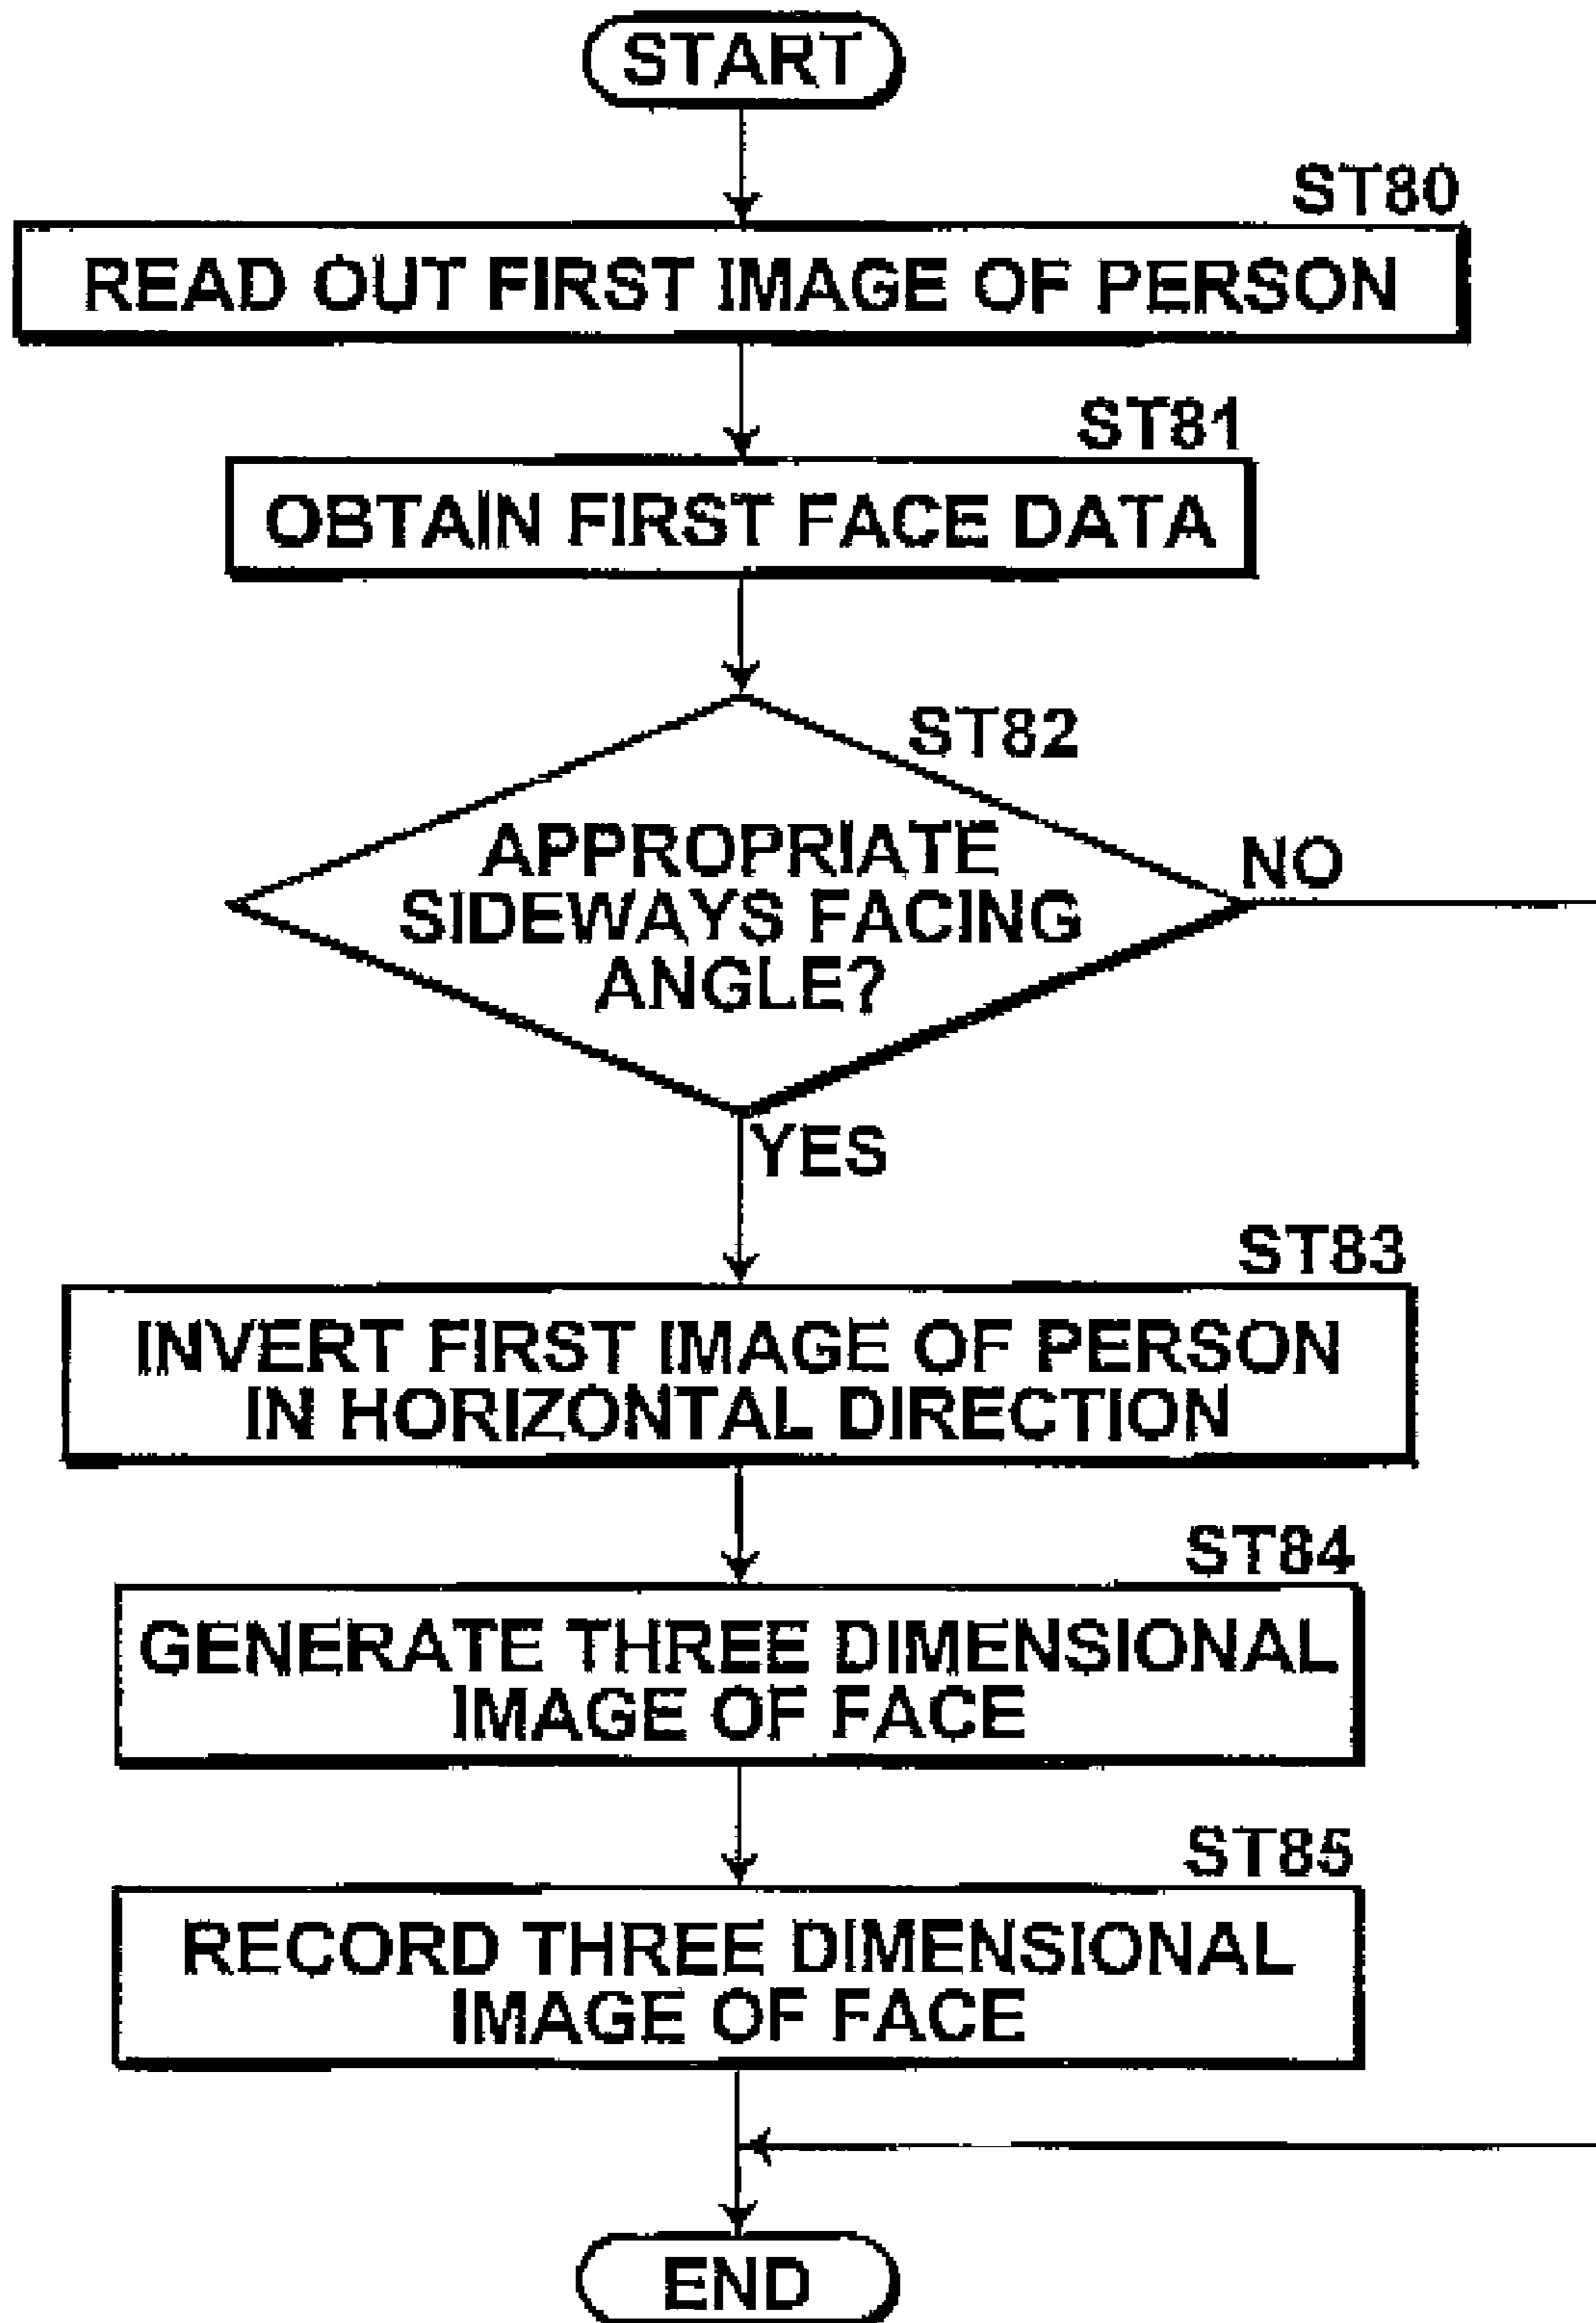 START
ST80
READ OUT FIRST IMAGE OF PERSON
ST81
OBTAIN FIRST FACE DATA
ST82
APPROPRIATE
SIDEWAYS FACING
ANGLE?
NO
YES
ST83
INVERT FIRST IMAGE OF PERSON
IN HORIZONTAL DIRECTION
ST84
GENERATE THREE DIMENSIONAL
IMAGE OF FACE
ST85
RECORD THREE DIMENSIONAL
IMAGE OF FACE
END